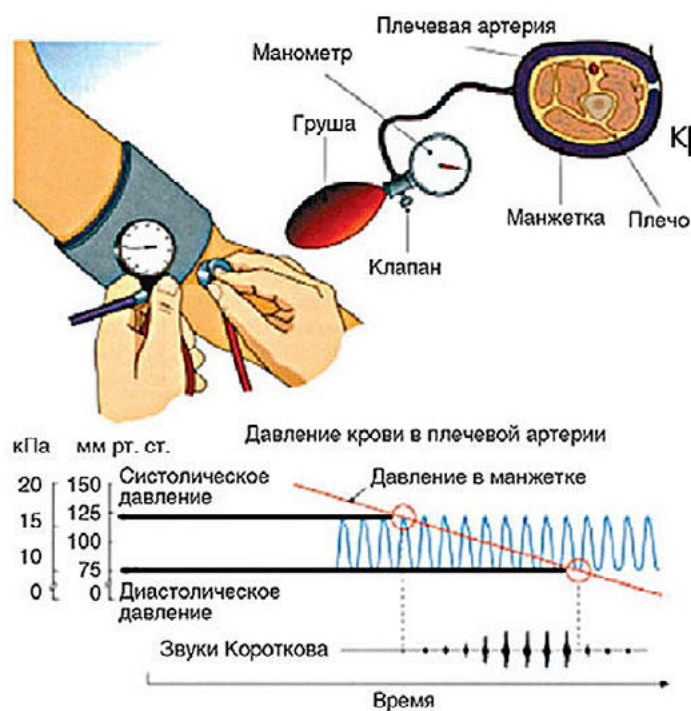 Плечевая артерия
Манометр
Груша
К
Манжетка
Плечо
Клапан
Давление крови в плечевой артерии
кПа
мм рт. ст.
20
150
Систолическое
давление
Давление в манжетке
15
125
10
100
75
0
0
Диастолическое
давление
Звуки Короткова
Время